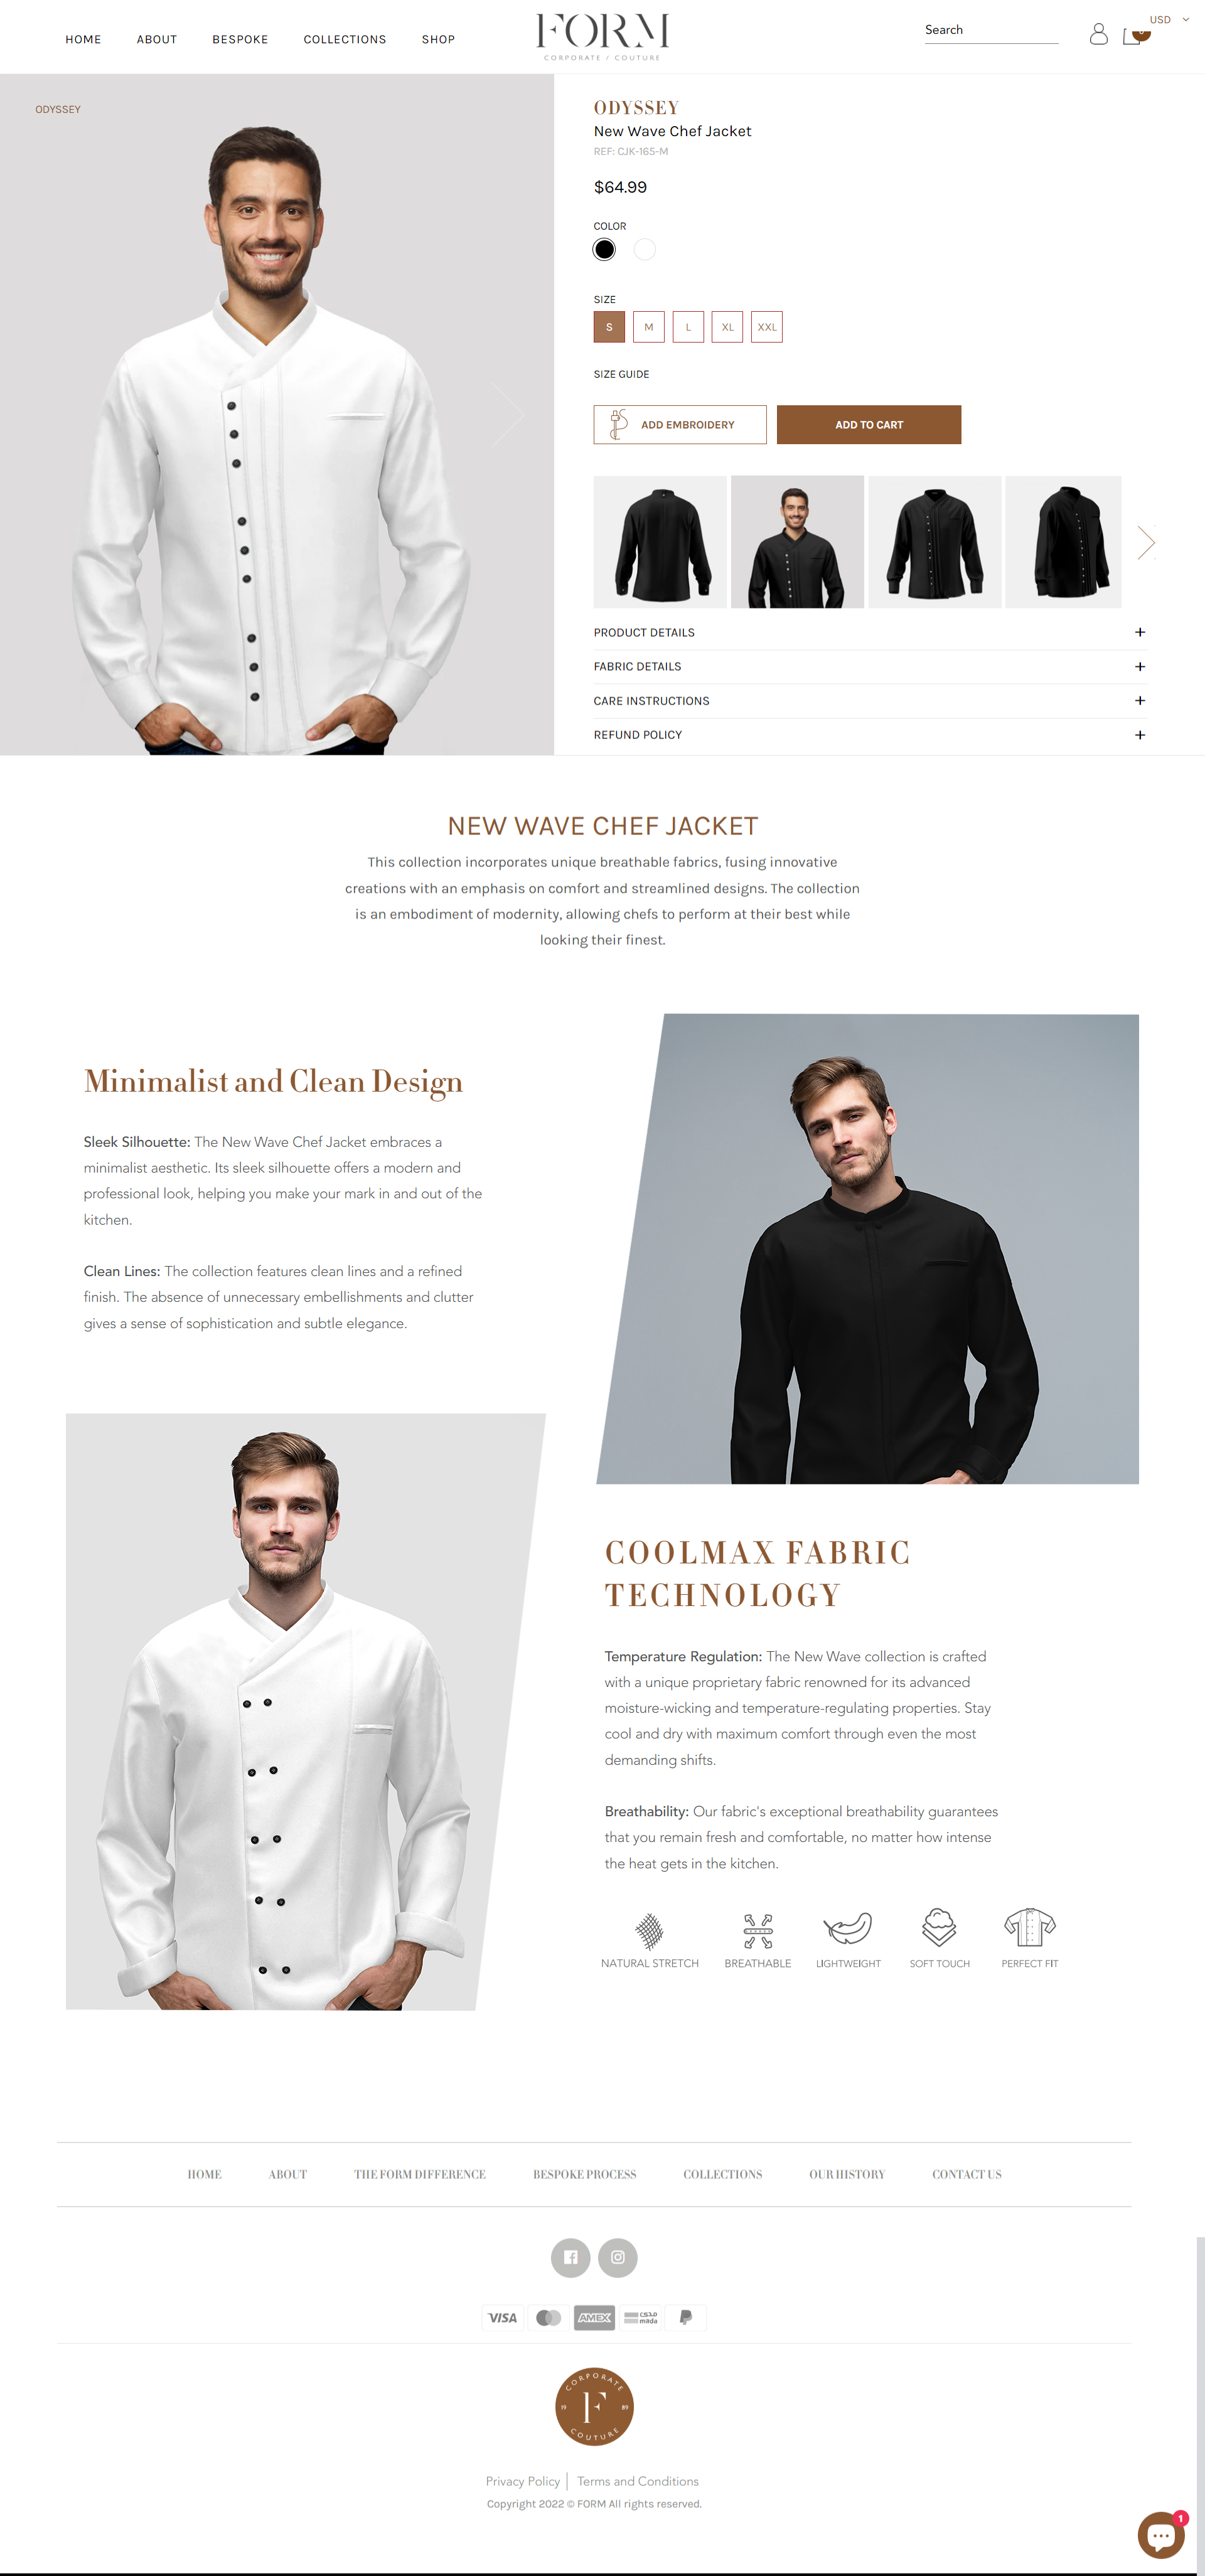 HOME
ABOUT
BESPOKE
COLLECTIONS
SHOP
FORM
CORPORATE / COUTURE
Search
USD
ODYSSEY
ODYSSEY
New Wave Chef Jacket
REF: CJK-165-M
$64.99
COLOR
SIZE
S M L XL XXL
SIZE GUIDE
ADD EMBROIDERY
ADD TO CART
PRODUCT DETAILS +
FABRIC DETAILS +
CARE INSTRUCTIONS +
REFUND POLICY +
NEW WAVE CHEF JACKET
This collection incorporates unique breathable fabrics, fusing innovative
creations with an emphasis on comfort and streamlined designs. The collection
is an embodiment of modernity, allowing chefs to perform at their best while
looking their finest.
Minimalist and Clean Design
Sleek Silhouette: The New Wave Chef Jacket embraces a
minimalist aesthetic. Its sleek silhouette offers a modern and
professional look, helping you make your mark in and out of the
kitchen.
Clean Lines: The collection features clean lines and a refined
finish. The absence of unnecessary embellishments and clutter
gives a sense of sophistication and subtle elegance.
COOLMAX FABRIC
TECHNOLOGY
Temperature Regulation: The New Wave collection is crafted
with a unique proprietary fabric renowned for its advanced
moisture-wicking and temperature-regulating properties. Stay
cool and dry with maximum comfort through even the most
demanding shifts.
Breathability: Our fabric's exceptional breathability guarantees
that you remain fresh and comfortable, no matter how intense
the heat gets in the kitchen.
NATURAL STRETCH
BREATHABLE
LIGHTWEIGHT
SOFT TOUCH
PERFECT FIT
HOME
ABOUT
THE FORM DIFFERENCE
BESPOKE PROCESS
COLLECTIONS
OUR HISTORY
CONTACT US
VISA
AMEX
mada
CORPORATE
19 F 89
COUTURE
Privacy Policy | Terms and Conditions
Copyright 2022 © FORM All rights reserved.
1